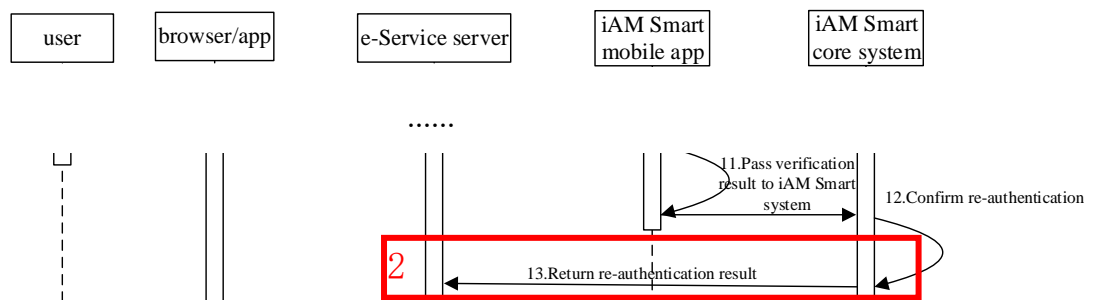 user
browser/app
e-Service server
iAM Smart
mobile app
iAM Smart
core system
......
11.Pass verification
result to iAM Smart
system
12.Confirm re-authentication
2
13.Return re-authentication result